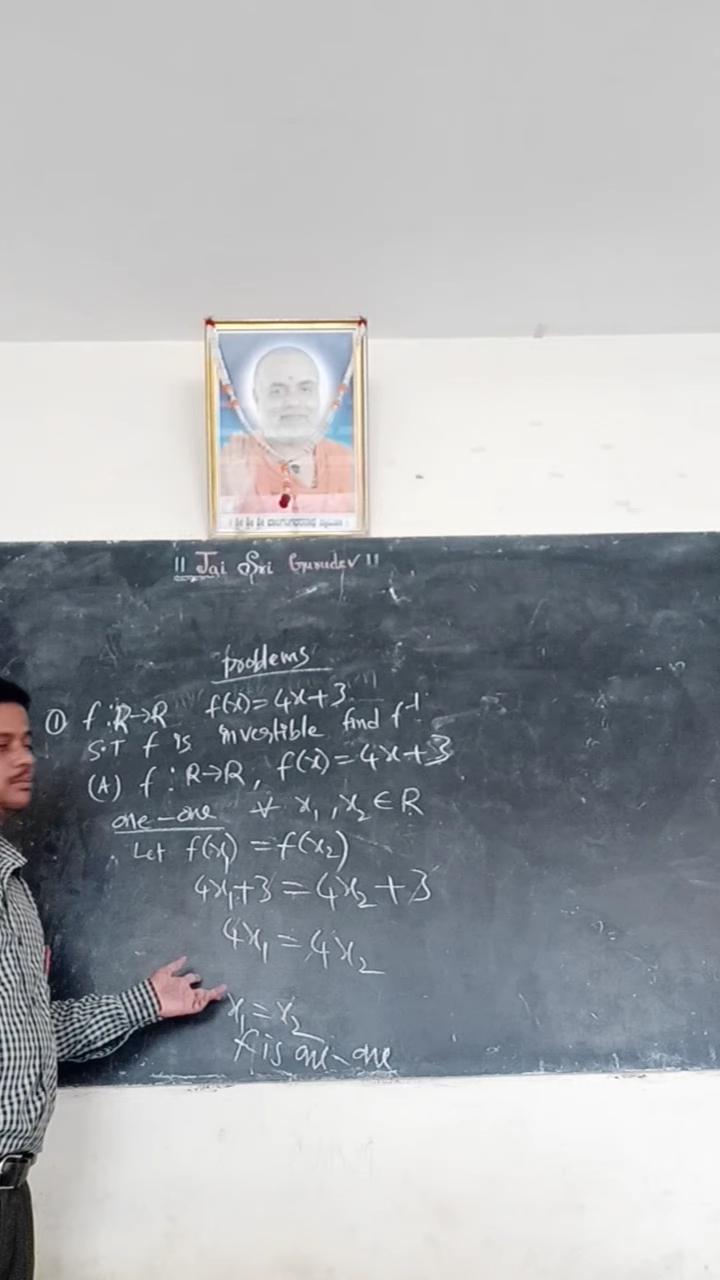 " Jai Sri Gurudev "
problems
① f:R→R f(x)=4x+3
S.T f is invertible find f⁻¹.
(A) f : R→R, f(x)=4x+3
one-one ∀ x₁, x₂ ∈ R
Let f(x₁) = f(x₂)
4x₁+3 = 4x₂+3
4x₁ = 4x₂
x₁ = x₂
f is one-one